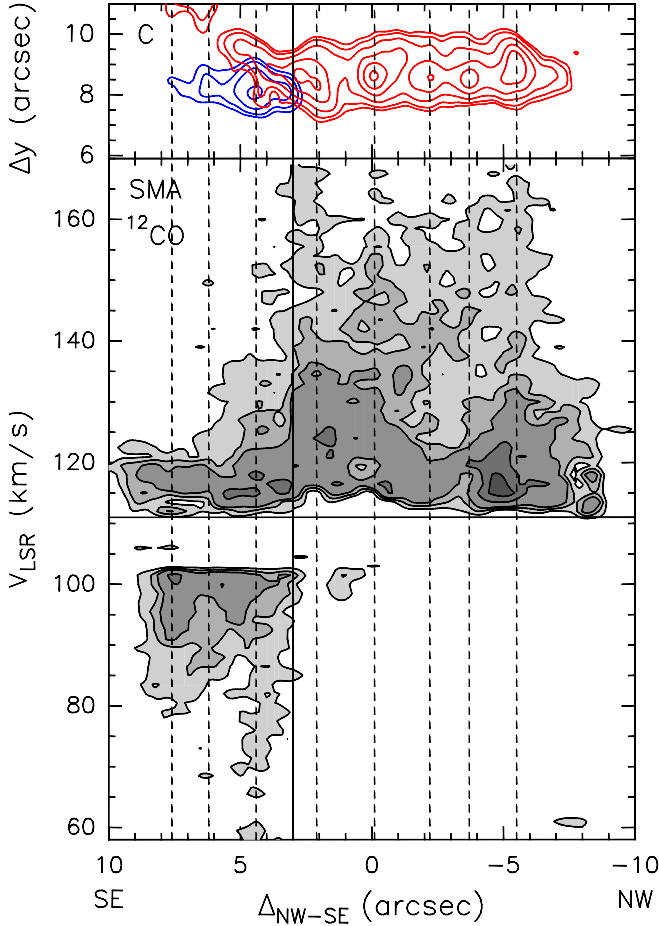 C
Δy (arcsec)
10
8
6
SMA
¹²CO
V_LSR (km/s)
160
140
120
100
80
60
10 5 0 -5 -10
SE Δ_NW-SE (arcsec) NW